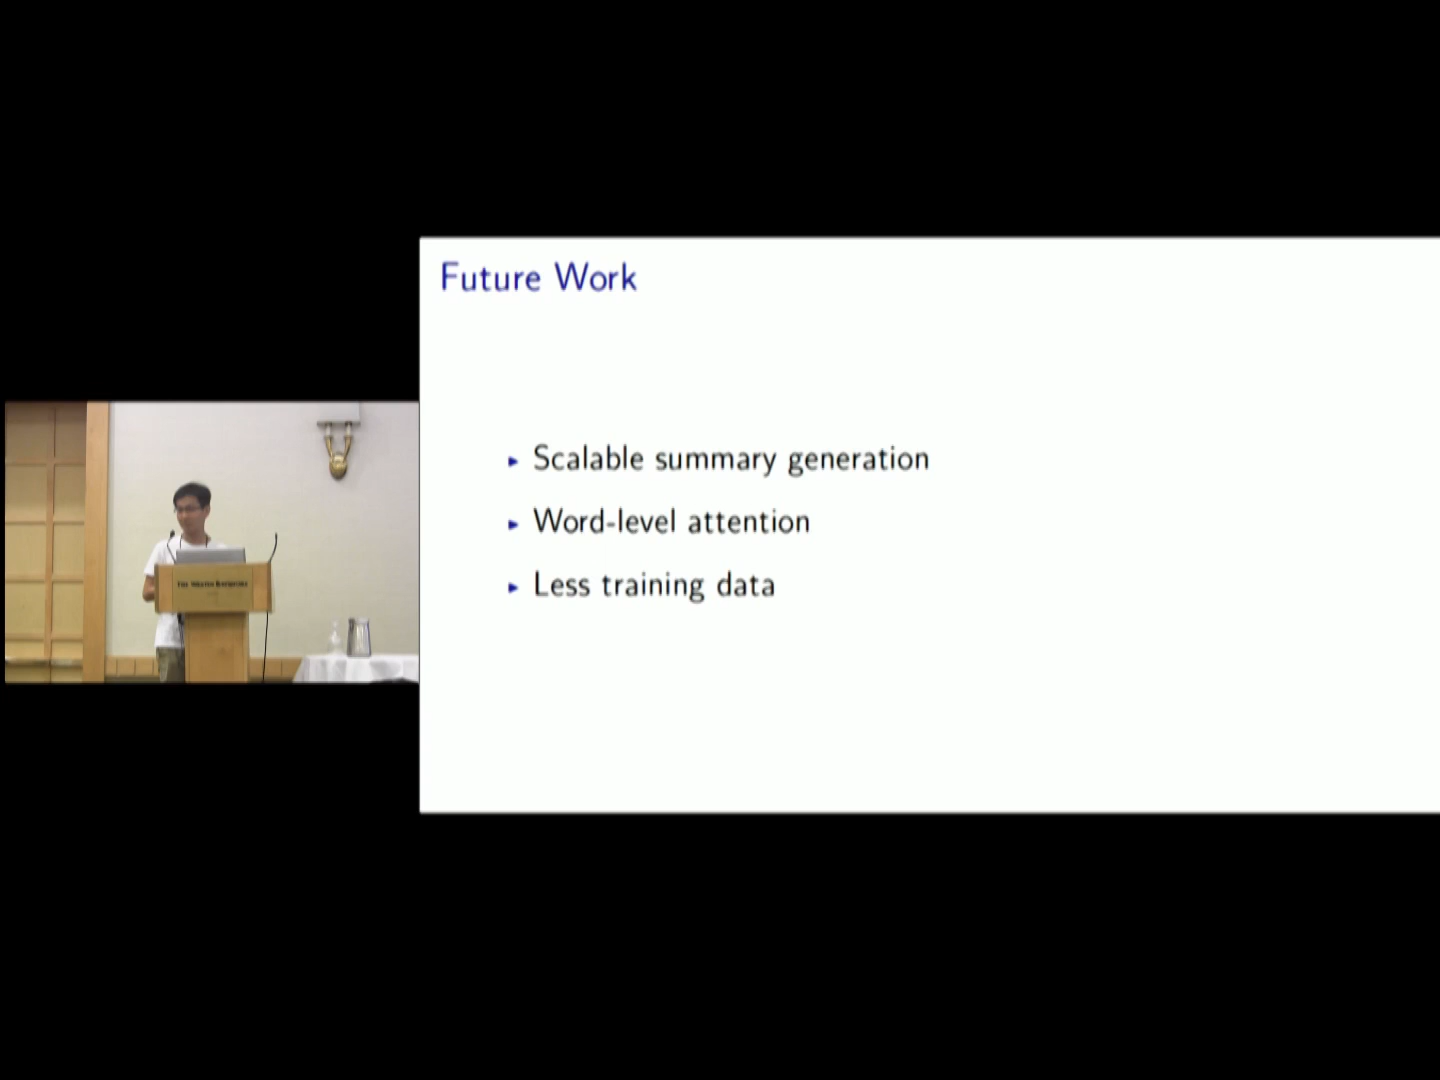 Future Work
Scalable summary generation
Word-level attention
Less training data